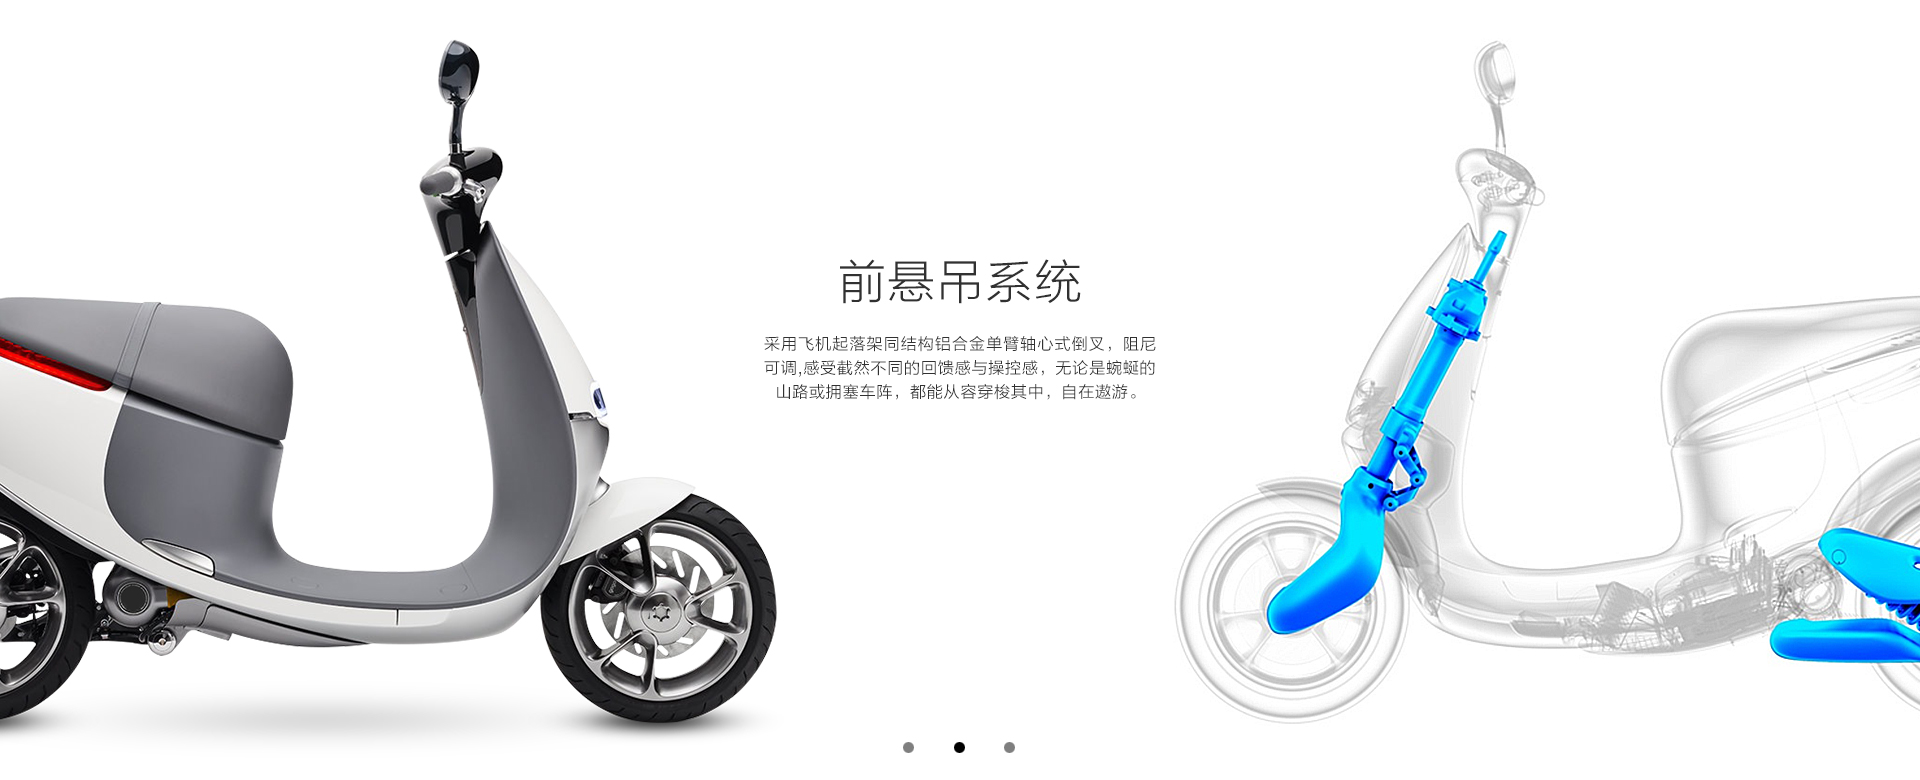 前悬吊系统
采用飞机起落架同结构铝合金单臂轴心式倒叉，阻尼
可调,感受截然不同的回馈感与操控感，无论是蜿蜒的
山路或拥塞车阵，都能从容穿梭其中，自在遨游。